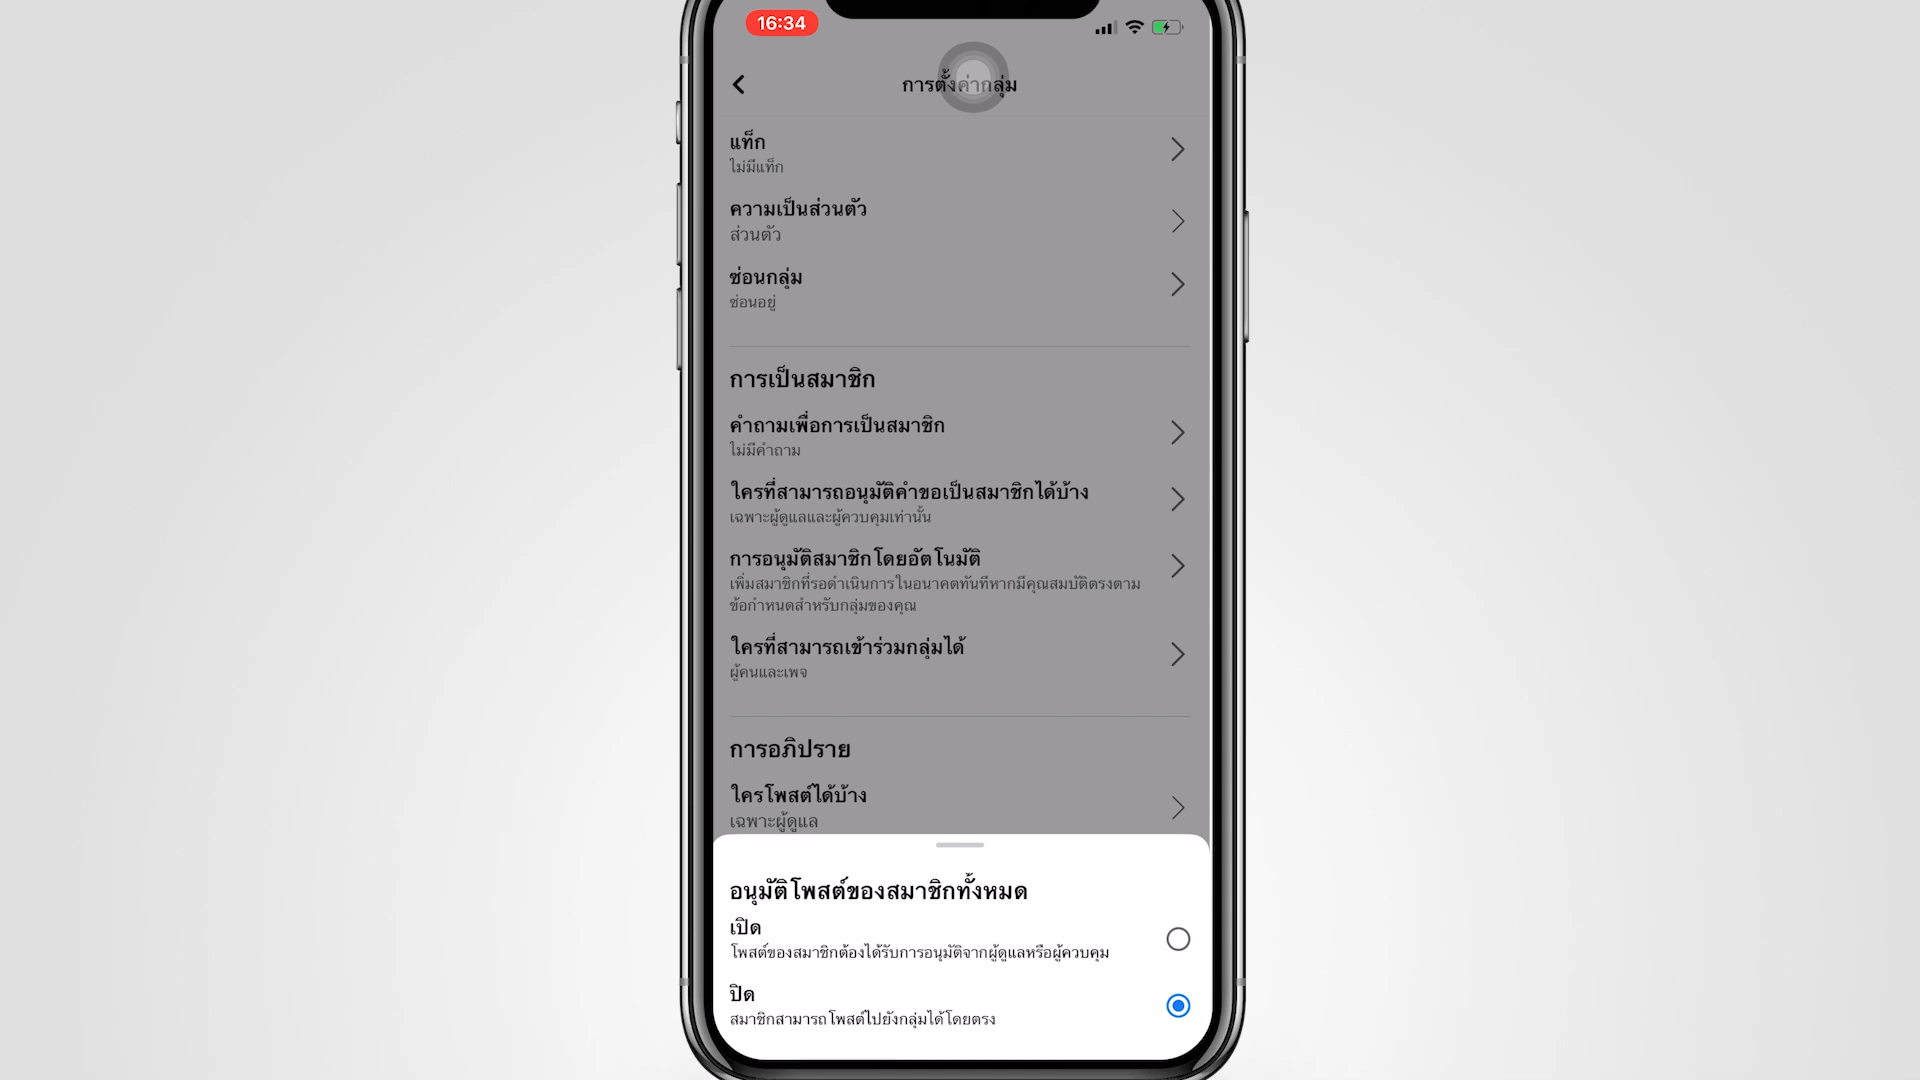 16:34
การตั้งค่ากลุ่ม
แท็ก
ไม่มีแท็ก
ความเป็นส่วนตัว
ส่วนตัว
ซ่อนกลุ่ม
ซ่อนอยู่
การเป็นสมาชิก
คำถามเพื่อการเป็นสมาชิก
ไม่มีคำถาม
ใครที่สามารถอนุมัติคำขอเป็นสมาชิกได้บ้าง
เฉพาะผู้ดูแลและผู้ควบคุมเท่านั้น
การอนุมัติสมาชิกโดยอัตโนมัติ
เพิ่มสมาชิกที่รอดำเนินการในอนาคตทันทีหากมีคุณสมบัติตรงตาม
ข้อกำหนดสำหรับกลุ่มของคุณ
ใครที่สามารถเข้าร่วมกลุ่มได้
ผู้คนและเพจ
การอภิปราย
ใครโพสต์ได้บ้าง
เฉพาะผู้ดูแล
อนุมัติโพสต์ของสมาชิกทั้งหมด
เปิด
โพสต์ของสมาชิกต้องได้รับการอนุมัติจากผู้ดูแลหรือผู้ควบคุม
ปิด
สมาชิกสามารถโพสต์ไปยังกลุ่มได้โดยตรง